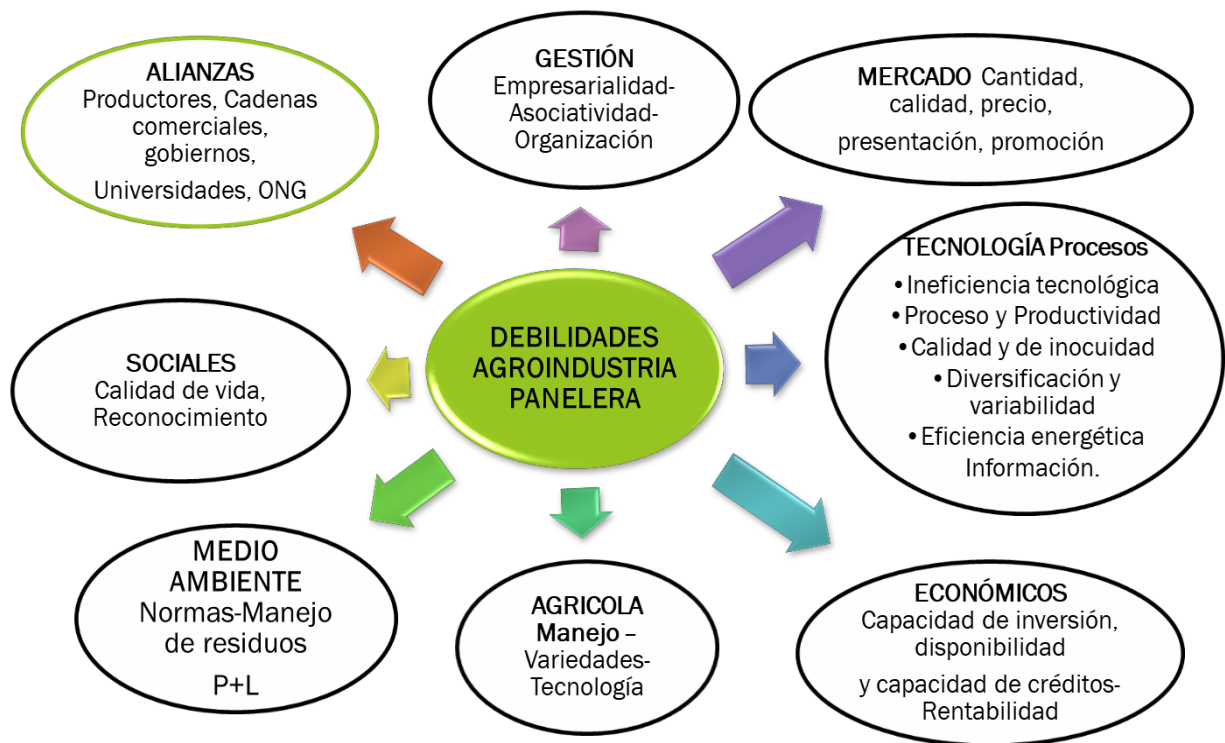 ALIANZAS
Productores, Cadenas
comerciales,
gobiernos,
Universidades, ONG
GESTIÓN
Empresarialidad-
Asociatividad-
Organización
MERCADO Cantidad,
calidad, precio,
presentación, promoción
TECNOLOGÍA Procesos
•Ineficiencia tecnológica
•Proceso y Productividad
•Calidad y de inocuidad
•Diversificación y
variabilidad
•Eficiencia energética
Información.
DEBILIDADES
AGROINDUSTRIA
PANELERA
SOCIALES
Calidad de vida,
Reconocimiento
MEDIO
AMBIENTE
Normas-Manejo
de residuos
P+L
AGRICOLA
Manejo –
Variedades-
Tecnología
ECONÓMICOS
Capacidad de inversión,
disponibilidad
y capacidad de créditos-
Rentabilidad